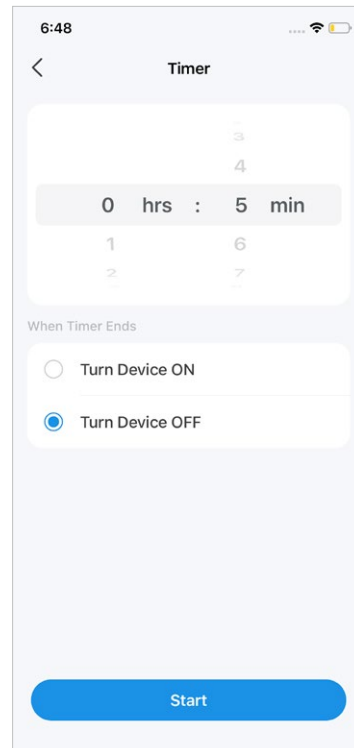 6:48
Timer
3
4
0 hrs : 5 min
1 6
2 7
When Timer Ends
Turn Device ON
Turn Device OFF
Start